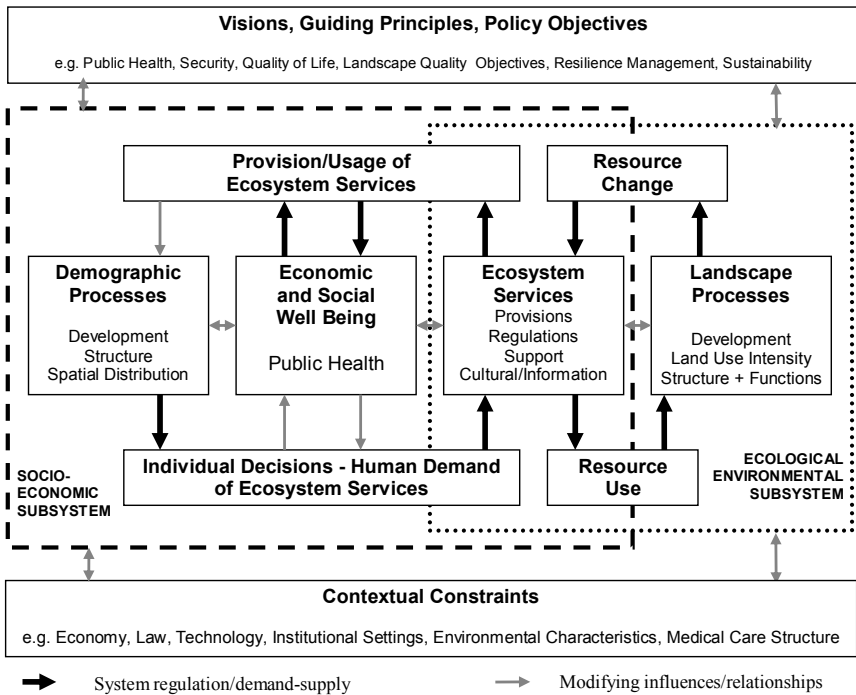 Visions, Guiding Principles, Policy Objectives
e.g. Public Health, Security, Quality of Life, Landscape Quality Objectives, Resilience Management, Sustainability
Provision/Usage of
Ecosystem Services
Resource
Change
Demographic
Processes
Development
Structure
Spatial Distribution
Economic
and Social
Well Being
Public Health
Ecosystem
Services
Provisions
Regulations
Support
Cultural/Information
Landscape
Processes
Development
Land Use Intensity
Structure + Functions
SOCIO-
ECONOMIC
SUBSYSTEM
Individual Decisions - Human Demand
of Ecosystem Services
Resource
Use
ECOLOGICAL
ENVIRONMENTAL
SUBSYSTEM
Contextual Constraints
e.g. Economy, Law, Technology, Institutional Settings, Environmental Characteristics, Medical Care Structure
System regulation/demand-supply
Modifying influences/relationships